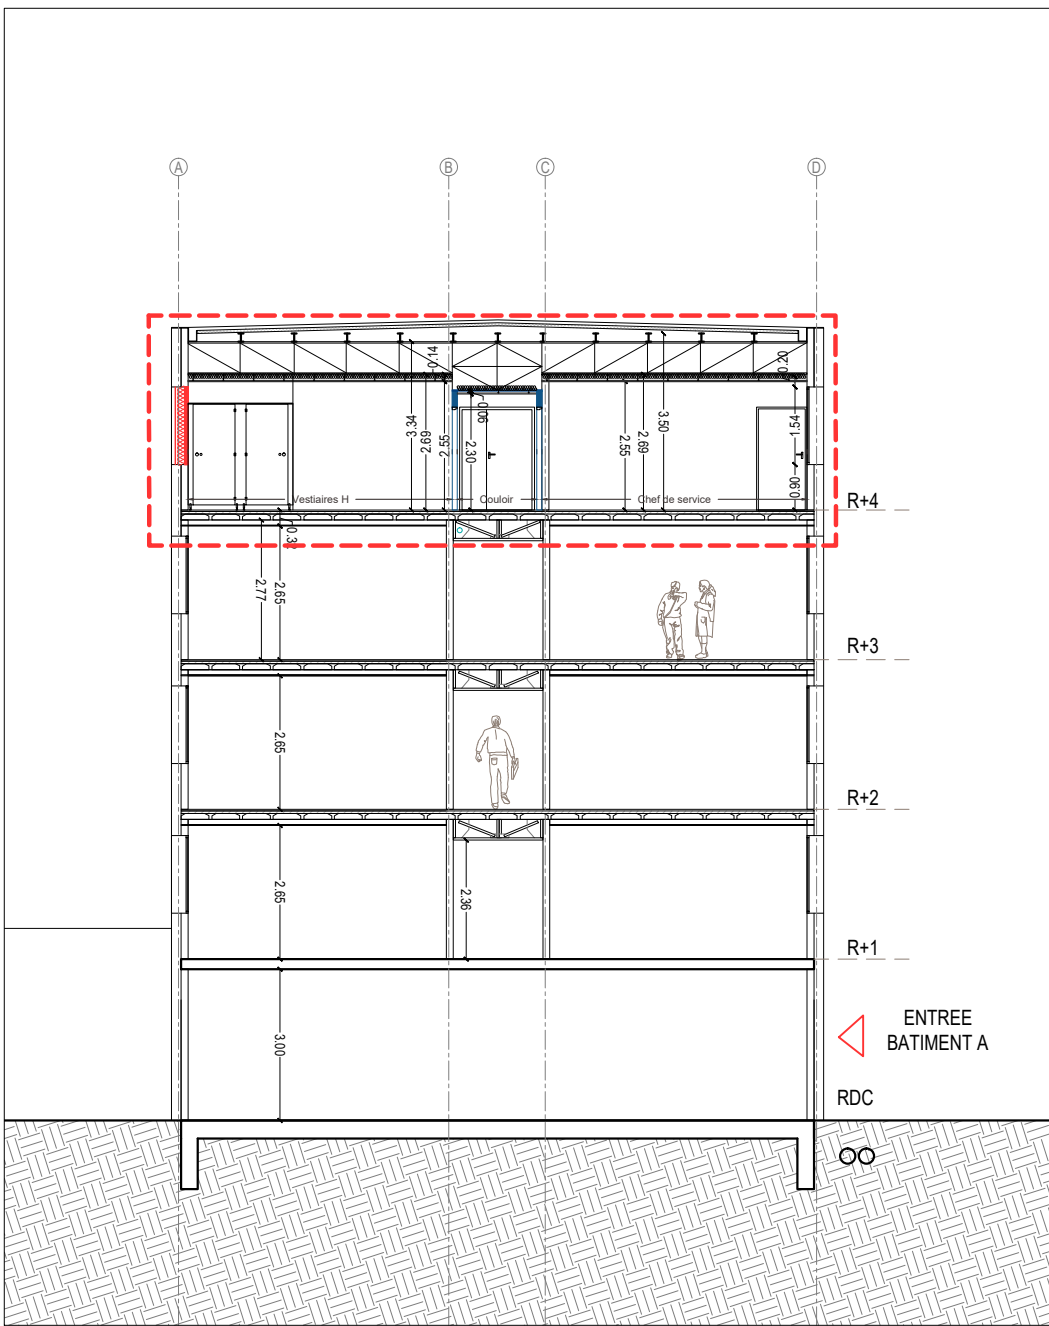 A
B
C
D
0.14
0.20
3.34
2.69
2.55
2.30
0.06
2.55
2.69
3.50
1.54
0.90
Vestiaires H
Couloir
Chef de service
R+4
2.77
2.65
R+3
2.65
R+2
2.65
2.36
R+1
3.00
ENTREE
BATIMENT A
RDC